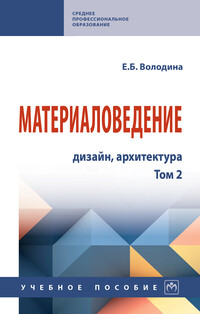 СРЕДНЕЕ
ПРОФЕССИОНАЛЬНОЕ
ОБРАЗОВАНИЕ
Е.Б. Володина
МАТЕРИАЛОВЕДЕНИЕ
дизайн, архитектура
Том 2
УЧЕБНОЕ ПОСОБИЕ